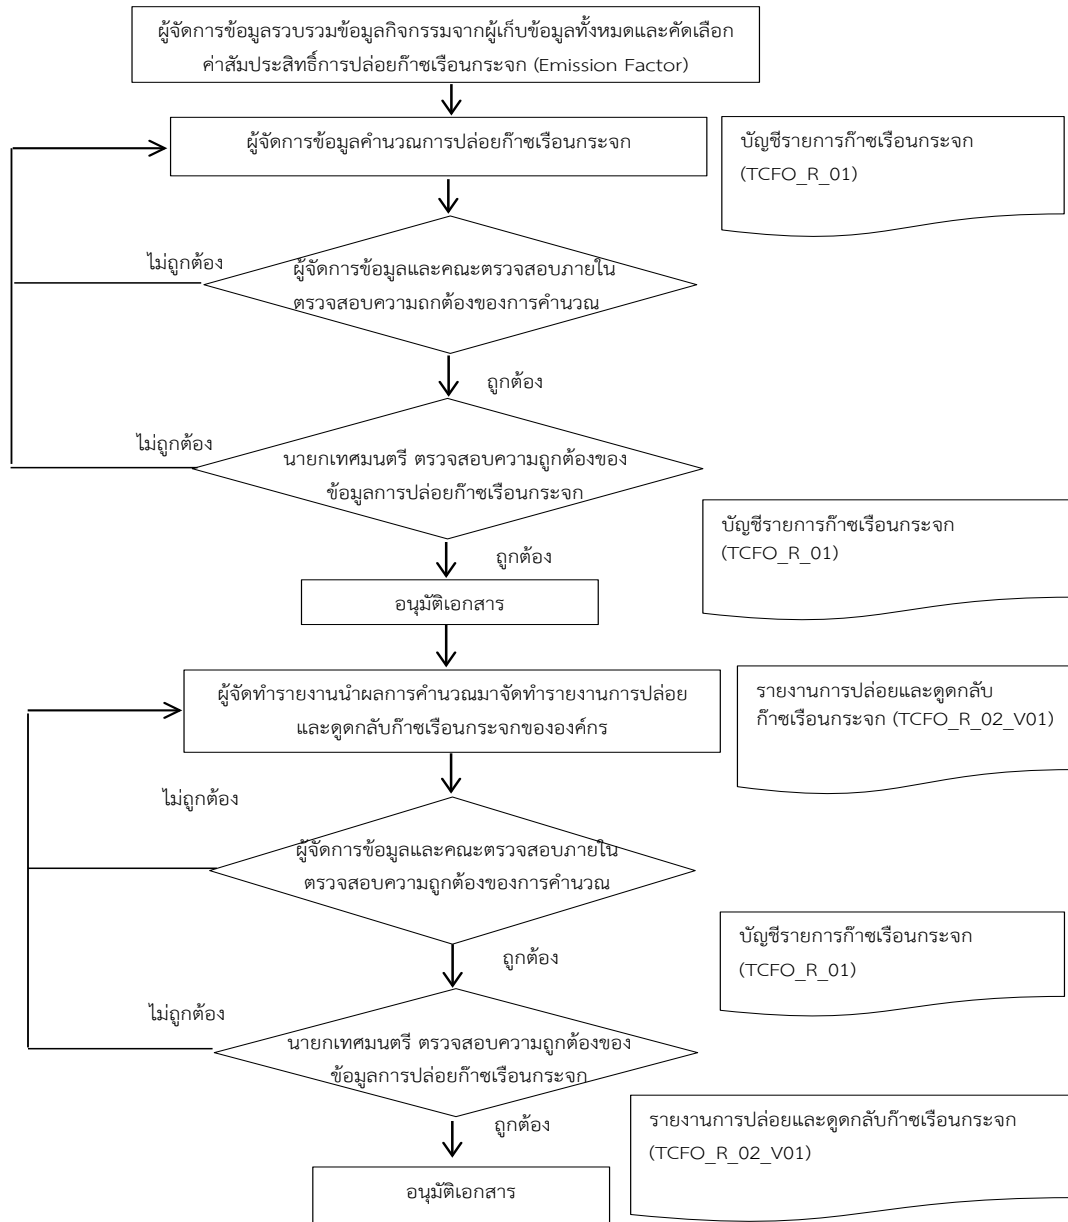 ผู้จัดการข้อมูลรวบรวมข้อมูลกิจกรรมจากผู้เก็บข้อมูลทั้งหมดและคัดเลือก
ค่าสัมประสิทธิ์การปล่อยก๊าซเรือนกระจก (Emission Factor)
ผู้จัดการข้อมูลคำนวณการปล่อยก๊าซเรือนกระจก
บัญชีรายการก๊าซเรือนกระจก
(TCFO_R_01)
ไม่ถูกต้อง
ผู้จัดการข้อมูลและคณะตรวจสอบภายใน
ตรวจสอบความถกต้องของการคำนวณ
ถูกต้อง
ไม่ถูกต้อง
นายกเทศมนตรี ตรวจสอบความถูกต้องของ
ข้อมูลการปล่อยก๊าซเรือนกระจก
บัญชีรายการก๊าซเรือนกระจก
(TCFO_R_01)
ถูกต้อง
อนุมัติเอกสาร
ผู้จัดทำรายงานนำผลการคำนวณมาจัดทำรายงานการปล่อย
และดูดกลับก๊าซเรือนกระจกขององค์กร
รายงานการปล่อยและดูดกลับ
ก๊าซเรือนกระจก (TCFO_R_02_V01)
ไม่ถูกต้อง
ผู้จัดการข้อมูลและคณะตรวจสอบภายใน
ตรวจสอบความถูกต้องของการคำนวณ
บัญชีรายการก๊าซเรือนกระจก
(TCFO_R_01)
ถูกต้อง
ไม่ถูกต้อง
นายกเทศมนตรี ตรวจสอบความถูกต้องของ
ข้อมูลการปล่อยก๊าซเรือนกระจก
ถูกต้อง
รายงานการปล่อยและดูดกลับก๊าซเรือนกระจก
(TCFO_R_02_V01)
อนุมัติเอกสาร